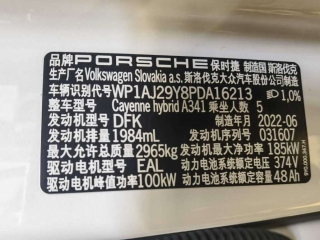 品牌 PORSCHE 保时捷 制造国 斯洛伐克
生产厂名 Volkswagen Slovakia a.s. 斯洛伐克大众汽车股份公司制造
车辆识别代号 WP1AJ29Y8PDA16213 1,0%
整车型号 Cayenne hybrid A341 乘坐人数 5
发动机型号 DFK 制造年月 2022-06
发动机排量 1984mL 发动机号 031607
最大允许总质量 2965kg 发动机最大净功率 185kW
驱动电机型号 EAL 动力电池系统额定电压 374V
驱动电机峰值功率 100kW 动力电池系统额定容量 48Ah